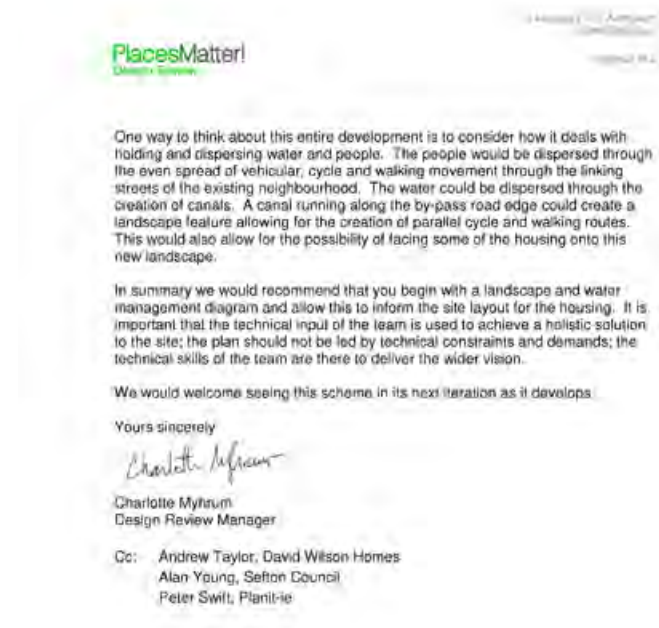 PlacesMatter!
Design Review
One way to think about this entire development is to consider how it deals with
holding and dispersing water and people. The people would be dispersed through
the even spread of vehicular, cycle and walking movement through the linking
streets of the existing neighbourhood. The water could be dispersed through the
creation of canals. A canal running along the by-pass road edge could create a
landscape feature allowing for the creation of parallel cycle and walking routes.
This would also allow for the possibility of facing some of the housing onto this
new landscape.
In summary we would recommend that you begin with a landscape and water
management diagram and allow this to inform the site layout for the housing. It is
important that the technical input of the team is used to achieve a holistic solution
to the site; the plan should not be led by technical constraints and demands; the
technical skills of the team are there to deliver the wider vision.
We would welcome seeing this scheme in its next iteration as it develops
Yours sincerely
Charlotte Myhrum
Charlotte Myhrum
Design Review Manager
Cc: Andrew Taylor, David Wilson Homes
Alan Young, Sefton Council
Peter Swift, Planit-ie